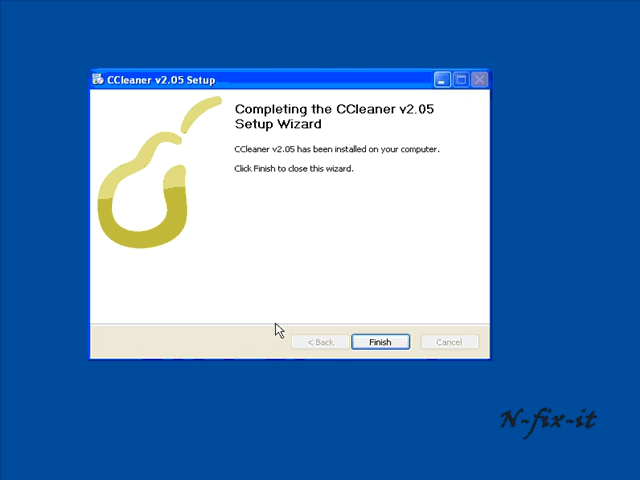 CCleaner v2.05 Setup
Completing the CCleaner v2.05
Setup Wizard
CCleaner v2.05 has been installed on your computer.
Click Finish to close this wizard.
< Back
Finish
Cancel
N-fix-it